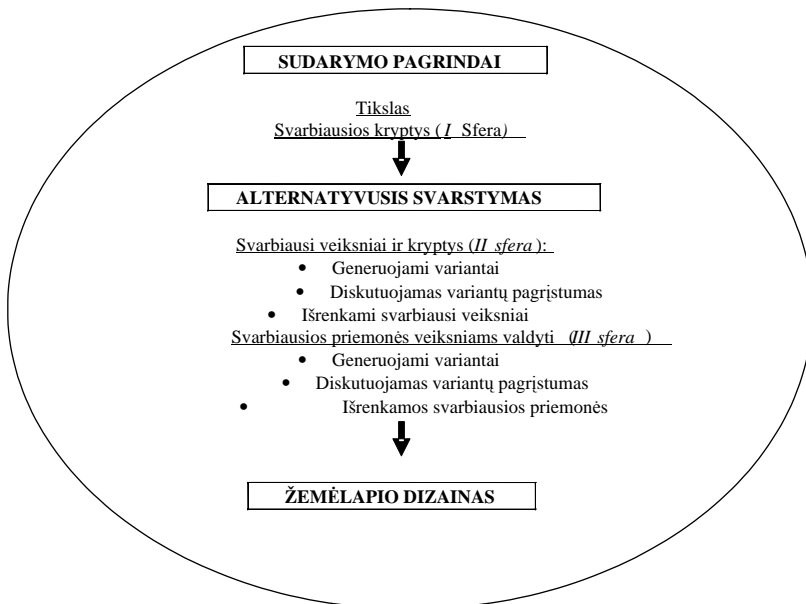 SUDARYMO PAGRINDAI
Tikslas
Svarbiausios kryptys (I Sfera)
ALTERNATYVUSIS SVARSTYMAS
Svarbiausi veiksniai ir kryptys (II sfera):
• Generuojami variantai
• Diskutuojamas variantų pagrįstumas
• Išrenkami svarbiausi veiksniai
Svarbiausios priemonės veiksniams valdyti (III sfera )
• Generuojami variantai
• Diskutuojamas variantų pagrįstumas
• Išrenkamos svarbiausios priemonės
ŽEMĖLAPIO DIZAINAS